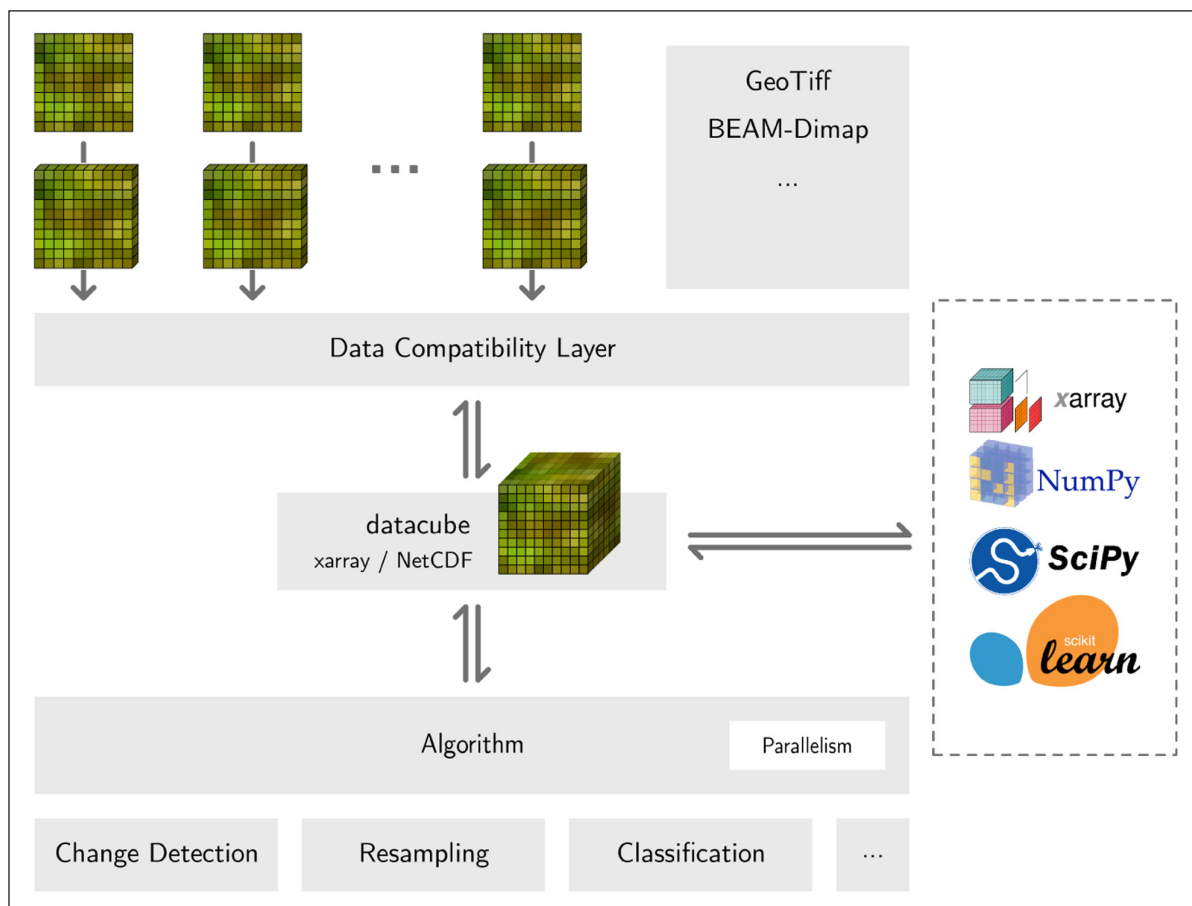 GeoTiff
BEAM-Dimap
...
...
Data Compatibility Layer
xarray
NumPy
datacube
xarray / NetCDF
SciPy
scikit
learn
Algorithm
Parallelism
Change Detection
Resampling
Classification
...